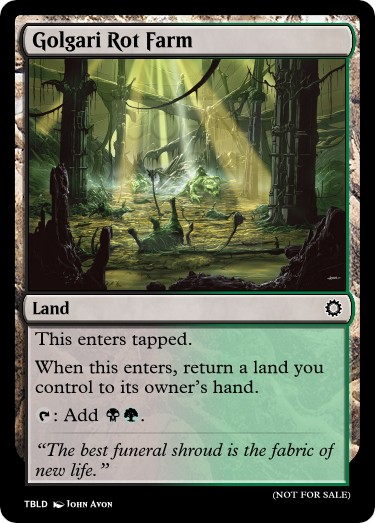 Golgari Rot Farm
Land
This enters tapped.
When this enters, return a land you
control to its owner's hand.
: Add .
“The best funeral shroud is the fabric of
new life.”
(NOT FOR SALE)
TBLD John Avon